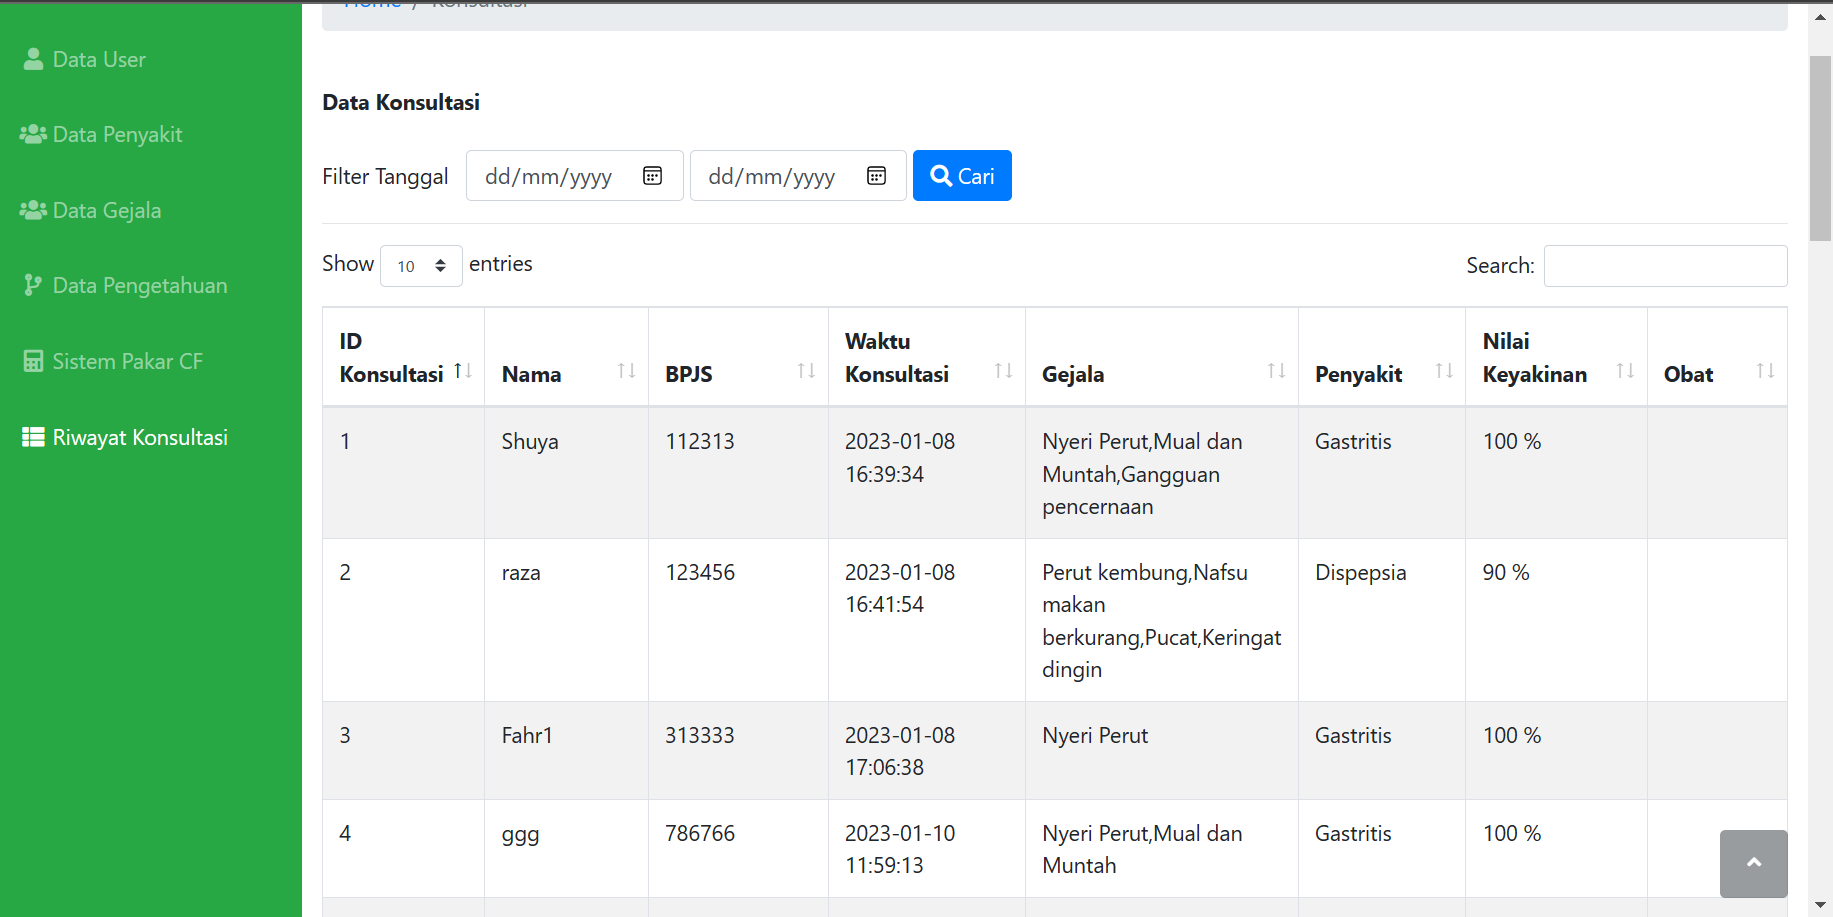 Home / Konsultasi
Data User
Data Penyakit
Data Gejala
Data Pengetahuan
Sistem Pakar CF
Riwayat Konsultasi
Data Konsultasi
Filter Tanggal dd/mm/yyyy dd/mm/yyyy Cari
Show 10 entries
Search:
ID Konsultasi Nama BPJS Waktu Konsultasi Gejala Penyakit Nilai Keyakinan Obat
1 Shuya 112313 2023-01-08 Nyeri Perut,Mual dan Gastritis 100 %
16:39:34 Muntah,Gangguan
pencernaan
2 raza 123456 2023-01-08 Perut kembung,Nafsu Dispepsia 90 %
16:41:54 makan
berkurang,Pucat,Keringat
dingin
3 Fahr1 313333 2023-01-08 Nyeri Perut Gastritis 100 %
17:06:38
4 ggg 786766 2023-01-10 Nyeri Perut,Mual dan Gastritis 100 %
11:59:13 Muntah